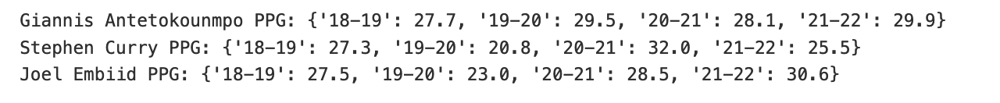 Giannis Antetokounmpo PPG: {'18-19': 27.7, '19-20': 29.5, '20-21': 28.1, '21-22': 29.9}
Stephen Curry PPG: {'18-19': 27.3, '19-20': 20.8, '20-21': 32.0, '21-22': 25.5}
Joel Embiid PPG: {'18-19': 27.5, '19-20': 23.0, '20-21': 28.5, '21-22': 30.6}